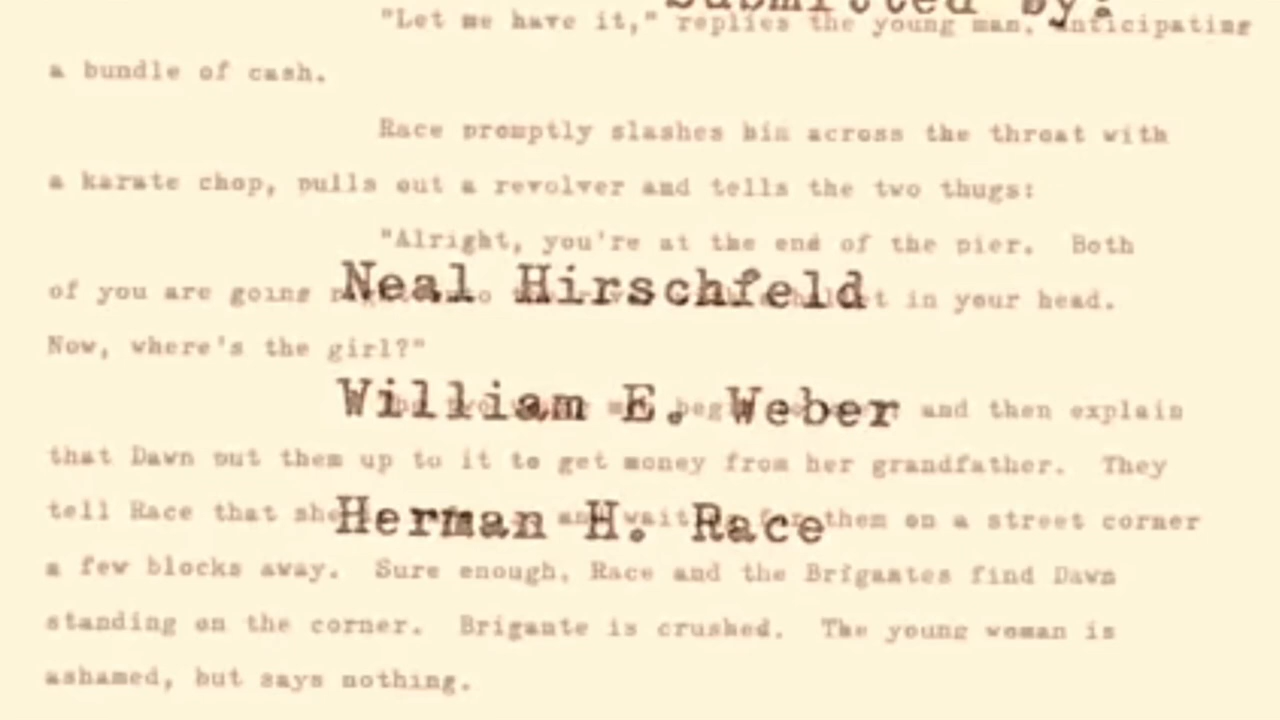 Submitted by:
"Let me have it," replies the young man, anticipating
a bundle of cash.
Race promptly slashes him across the throat with
a karate chop, pulls out a revolver and tells the two thugs:
"Alright, you're at the end of the pier. Both
Neal Hirschfeld
of you are going in your head.
Now, where's the girl?"
William E. Weber
and then explain
that Dawn put them up to it to get money from her grandfather. They
tell Race that she them on a street corner
Herman H. Race
a few blocks away. Sure enough, Race and the Brigantes find Dawn
standing on the corner. Brigante is crushed. The young woman is
ashamed, but says nothing.